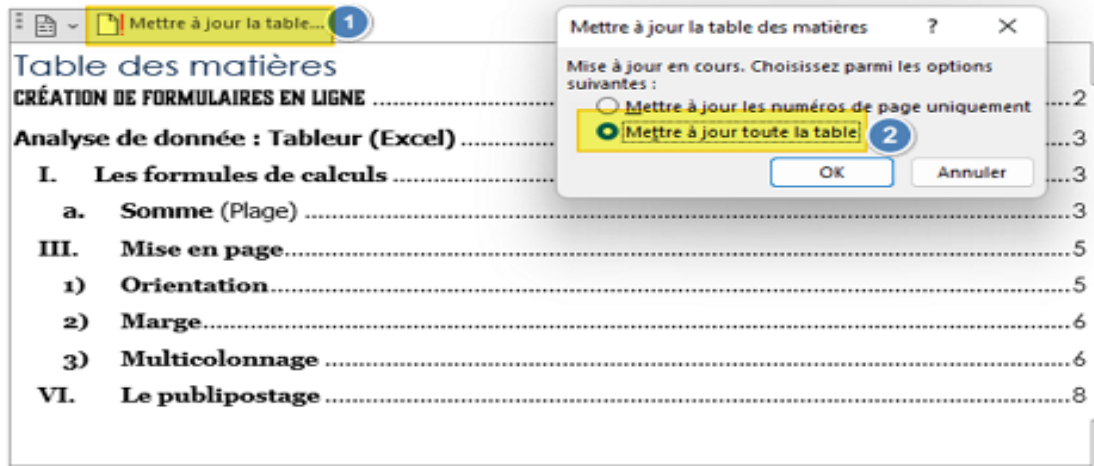 Mettre à jour la table... 1
Table des matières
CRÉATION DE FORMULAIRES EN LIGNE ........ 2
Analyse de donnée : Tableur (Excel) ........ 3
I. Les formules de calculs ........ 3
a. Somme (Plage) ........ 3
III. Mise en page ........ 5
1) Orientation ........ 5
2) Marge ........ 6
3) Multicolonnage ........ 6
VI. Le publipostage ........ 8
Mettre à jour la table des matières ? ×
Mise à jour en cours. Choisissez parmi les options
suivantes :
Mettre à jour les numéros de page uniquement
Mettre à jour toute la table 2
OK Annuler